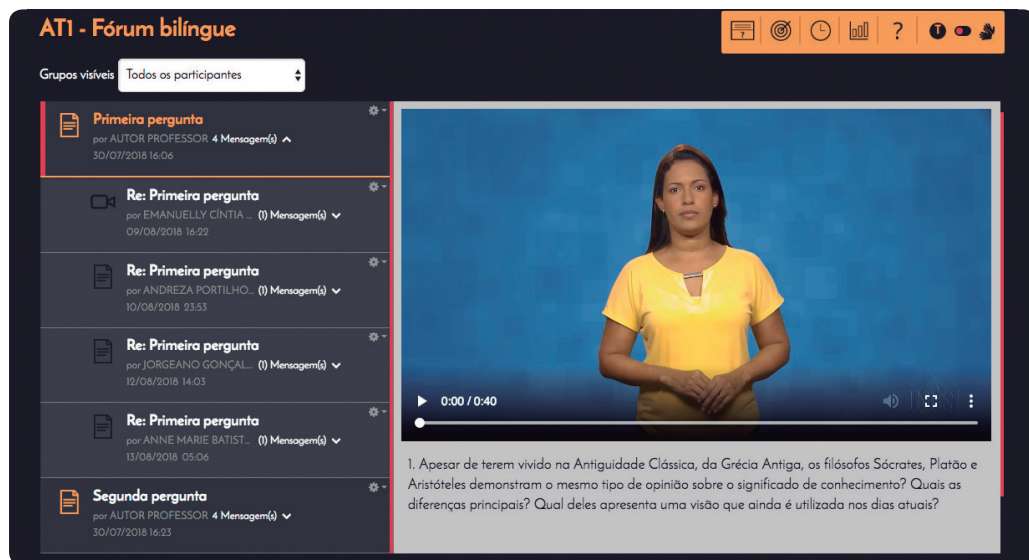 AT1 - Fórum bilíngue
?
?
T
Grupos visíveis Todos os participantes
Primeira pergunta
por AUTOR PROFESSOR 4 Mensagem(s)
30/07/2018 16:06
Re: Primeira pergunta
por EMANUELLY CÍNTIA ... (1) Mensagem(s)
09/08/2018 16:22
Re: Primeira pergunta
por ANDREZA PORTILHO... (1) Mensagem(s)
10/08/2018 23:53
Re: Primeira pergunta
por JORGEANO GONÇAL... (1) Mensagem(s)
12/08/2018 14:03
Re: Primeira pergunta
por ANNE MARIE BATIST... (1) Mensagem(s)
13/08/2018 05:06
Segunda pergunta
por AUTOR PROFESSOR 4 Mensagem(s)
30/07/2018 16:23
0:00 / 0:40
1. Apesar de terem vivido na Antiguidade Clássica, da Grécia Antiga, os filósofos Sócrates, Platão e
Aristóteles demonstram o mesmo tipo de opinião sobre o significado de conhecimento? Quais as
diferenças principais? Qual deles apresenta uma visão que ainda é utilizada nos dias atuais?